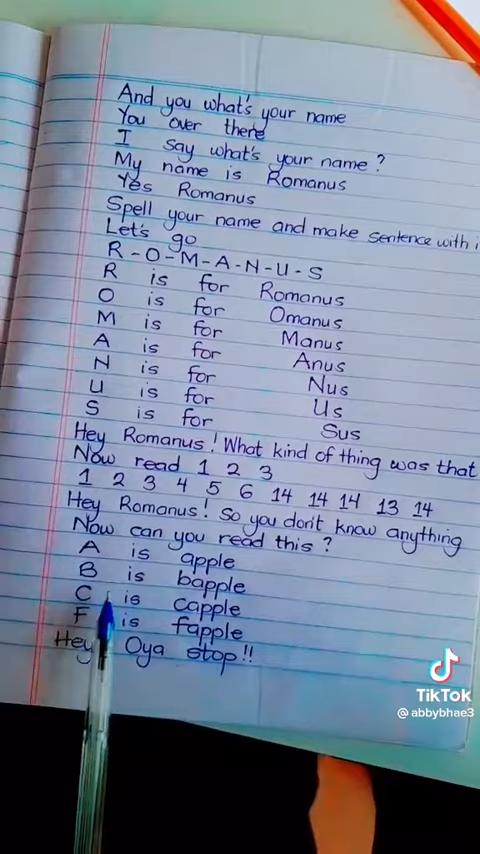 And you what's your name
You over there
I say what's your name?
My name is Romanus
Yes Romanus
Spell your name and make sentence with i
Let's go
R-O-M-A-N-U-S
R is for Romanus
O is for Omanus
M is for Manus
A is for Anus
N is for Nus
U is for Us
S is for Sus
Hey Romanus! What kind of thing was that
Now read 1 2 3
1 2 3 4 5 6 14 14 14 13 14
Hey Romanus! So you don't know anything
Now can you read this?
A is apple
B is bapple
C is capple
F is fapple
Hey Oya stop!!
TikTok
@abbybhae3